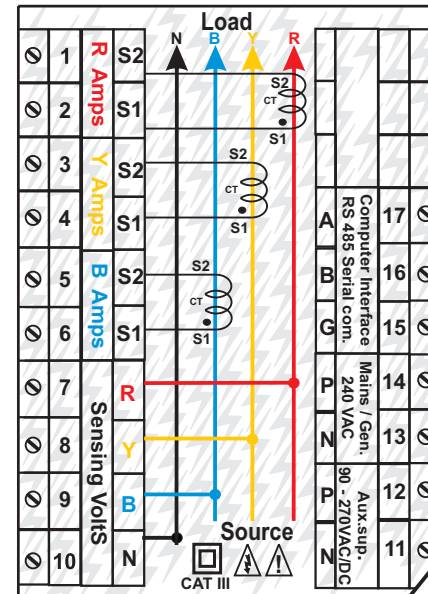 Load
N B Y R
1 R Amps S2
2 S1
3 Y Amps S2
4 S1
5 B Amps S2
6 S1
7 Sensing VoltS R
8 Y
9 B
10 N
S2
CT
S1
S2
CT
S1
S2
CT
S1
Source
CAT III
A Computer Interface 17
B RS 485 Serial com. 16
G 15
P Mains / Gen. 14
N 240 VAC 13
P Aux.sup. 12
N 90 - 270VAC/DC 11